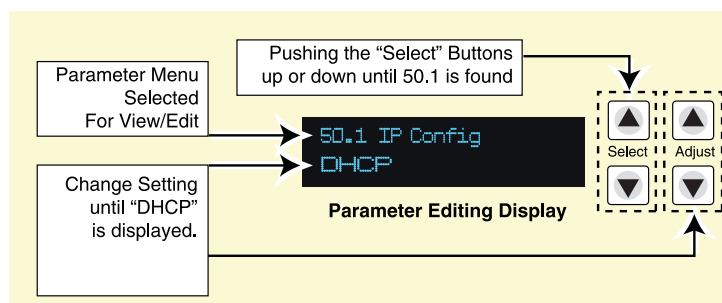 Pushing the “Select” Buttons
up or down until 50.1 is found
Parameter Menu
Selected
For View/Edit
50.1 IP Config
DHCP
Select
Adjust
Change Setting
until “DHCP”
is displayed.
Parameter Editing Display